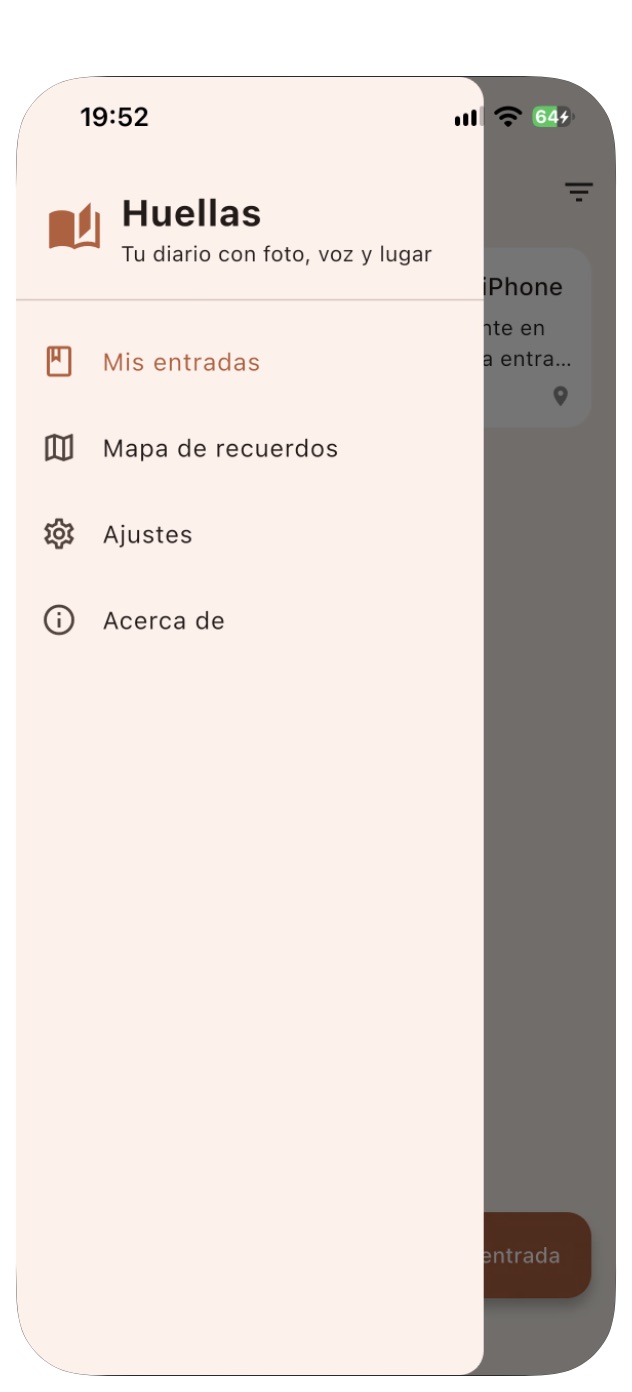 19:52
64
Huellas
Tu diario con foto, voz y lugar
iPhone
nte en
a entra...
Mis entradas
Mapa de recuerdos
Ajustes
Acerca de
entrada